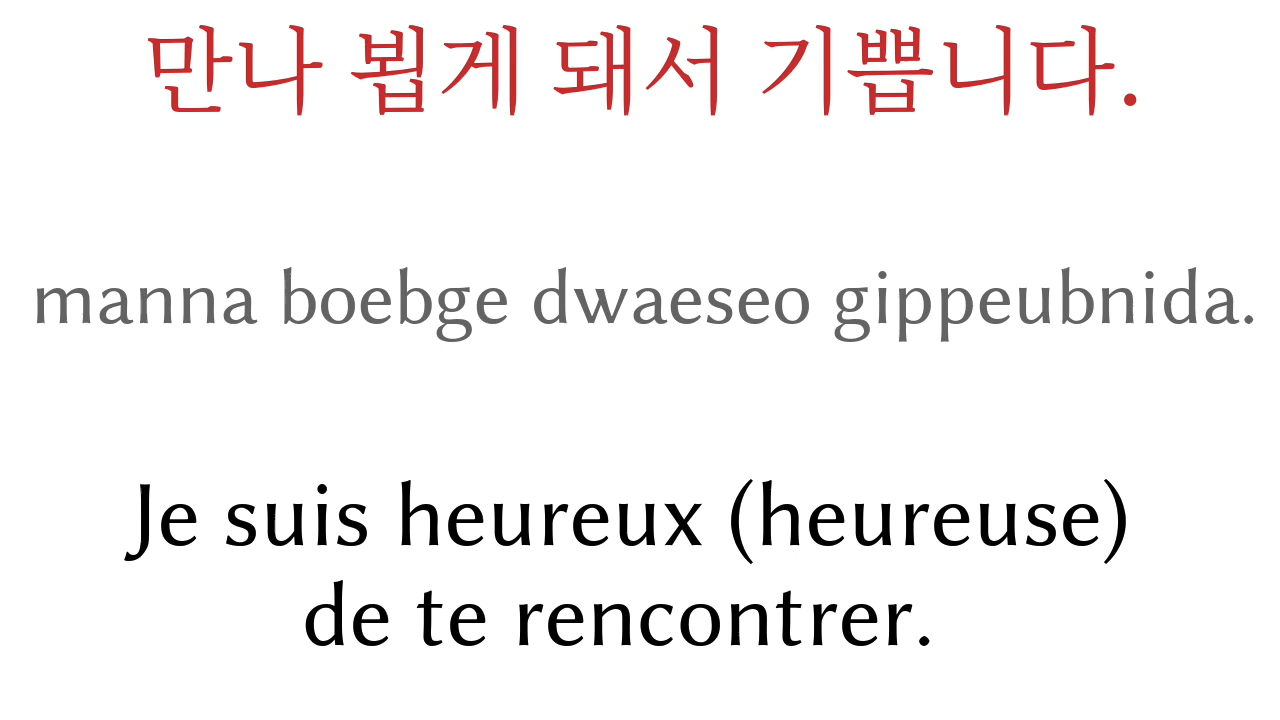 만나 뵙게 돼서 기쁩니다.
manna boebge dwaeseo gippeubnida.
Je suis heureux (heureuse)
de te rencontrer.